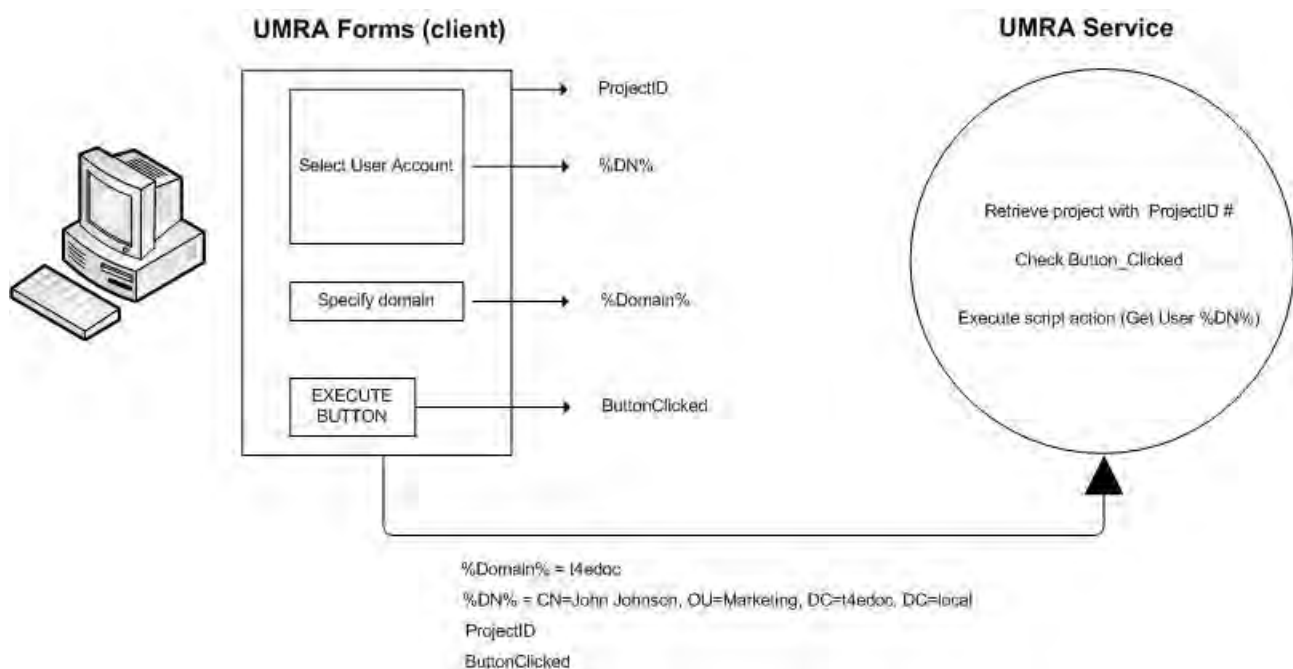 UMRA Forms (client)
UMRA Service
ProjectID
Select User Account
%DN%
Specify domain
%Domain%
EXECUTE
BUTTON
ButtonClicked
Retrieve project with ProjectID #
Check Button_Clicked
Execute script action (Get User %DN%)
%Domain% = t4edoc
%DN% = CN=John Johnson, OU=Marketing, DC=t4edoc, DC=local
ProjectID
ButtonClicked